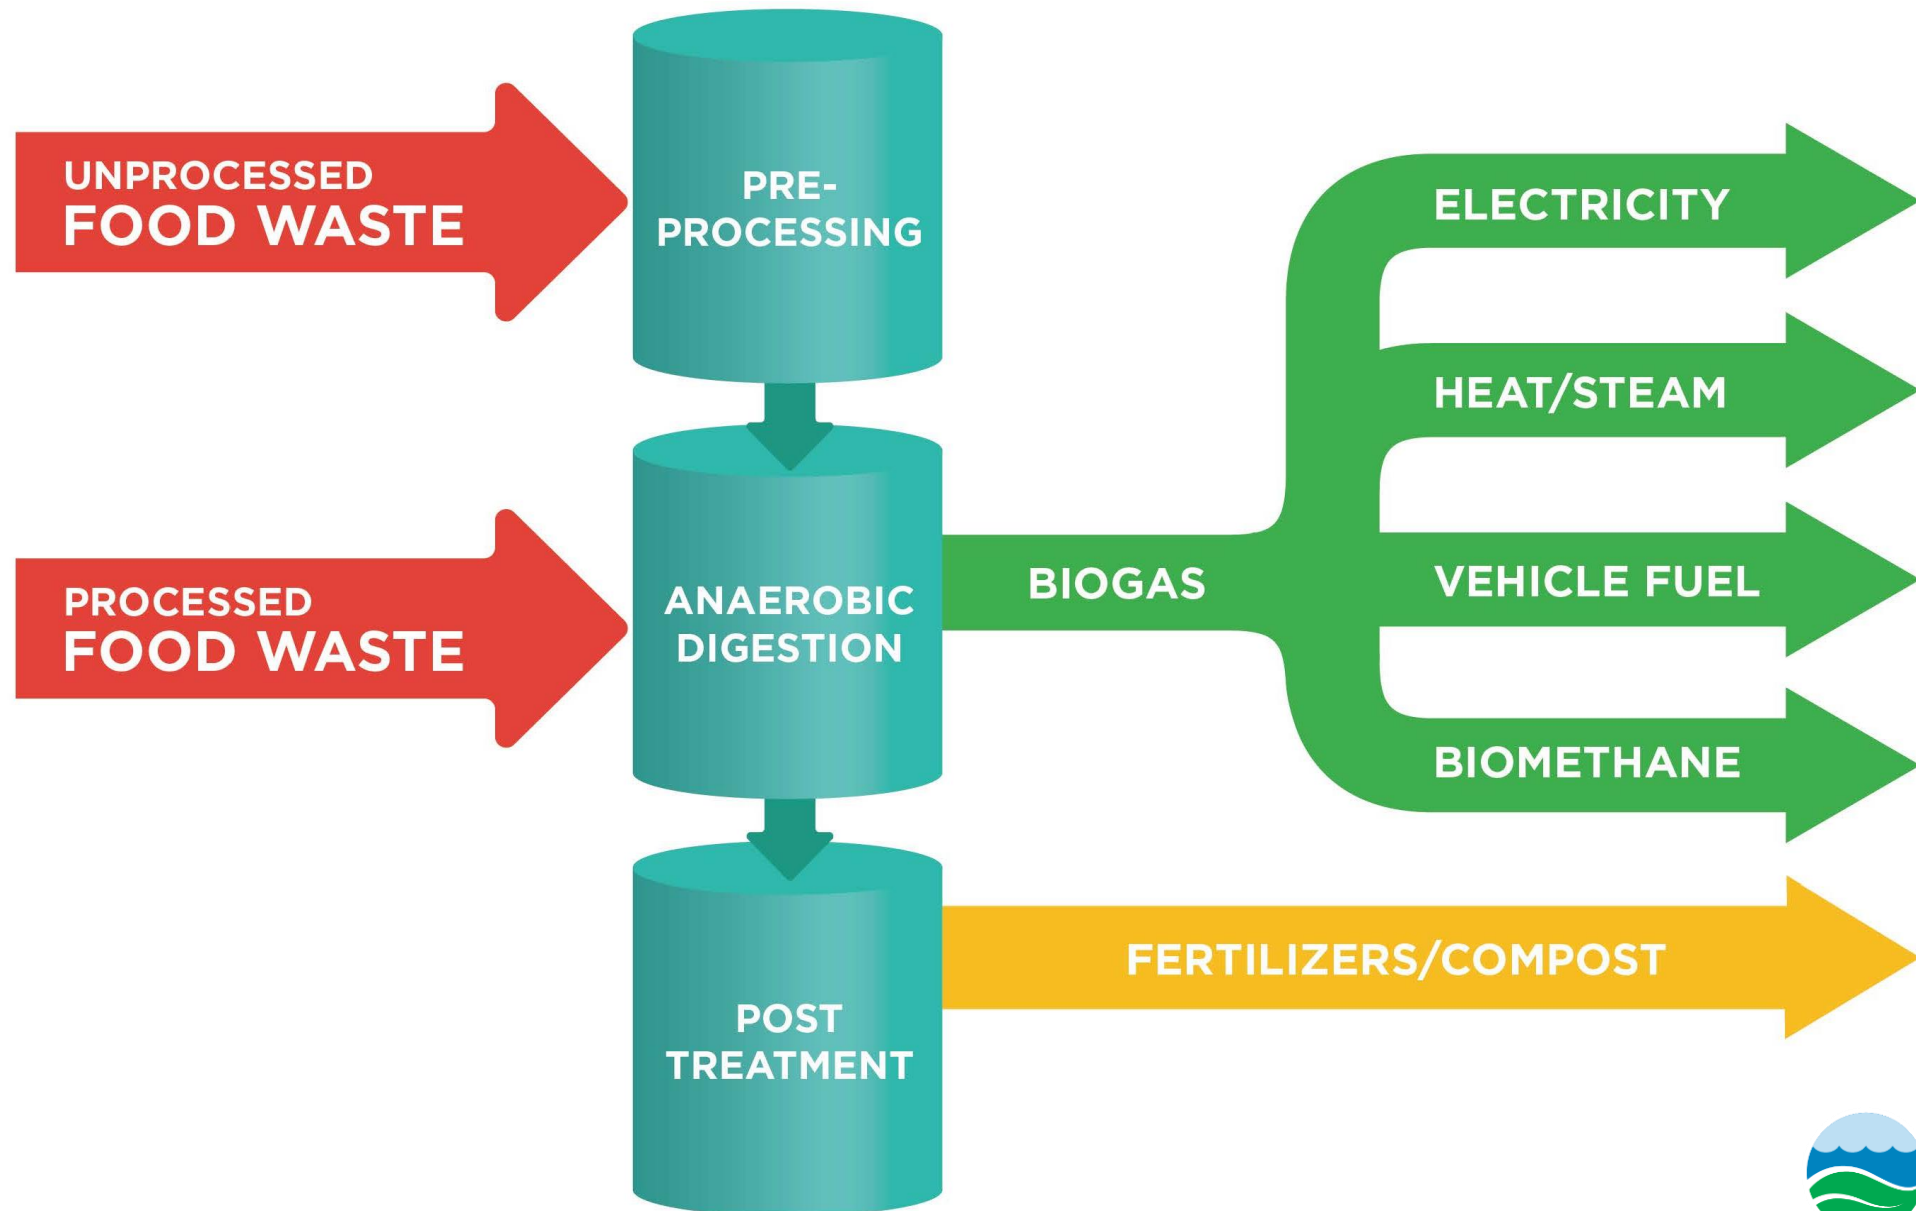 UNPROCESSED
FOOD WASTE
PRE-
PROCESSING
PROCESSED
FOOD WASTE
ANAEROBIC
DIGESTION
BIOGAS
ELECTRICITY
HEAT/STEAM
VEHICLE FUEL
BIOMETHANE
POST
TREATMENT
FERTILIZERS/COMPOST